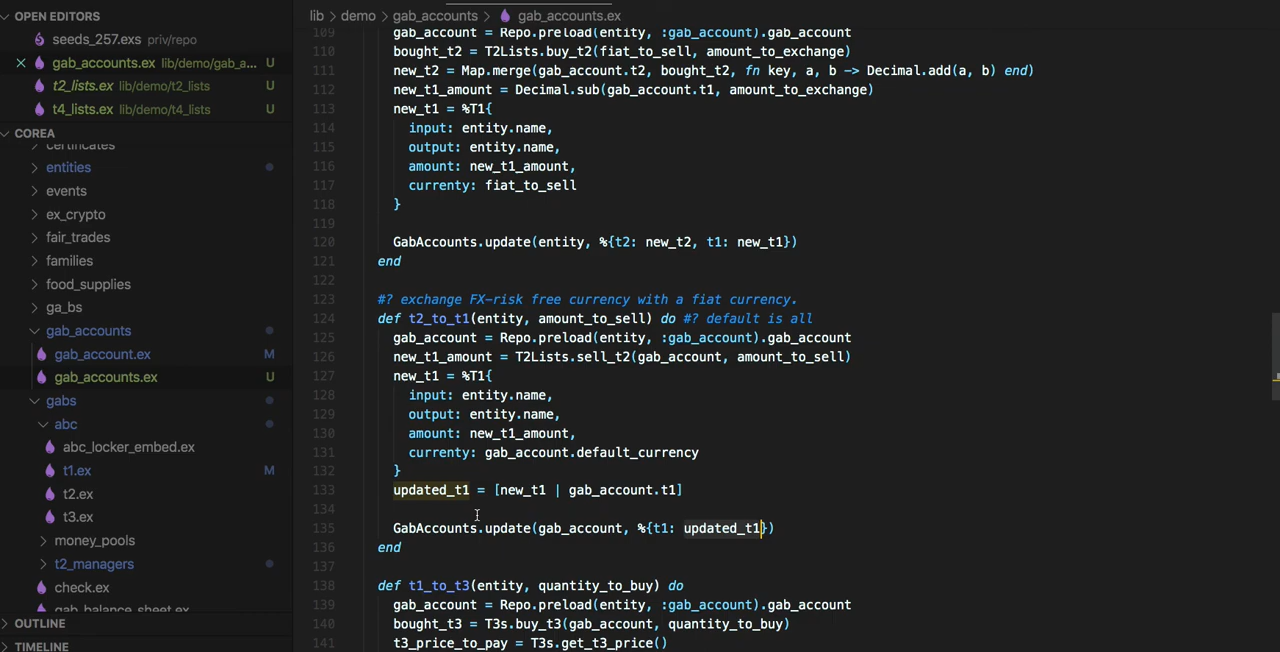 OPEN EDITORS
seeds_257.exs priv/repo
gab_accounts.ex lib/demo/gab_a... U
t2_lists.ex lib/demo/t2_lists U
t4_lists.ex lib/demo/t4_lists U
COREA
certificates
entities
events
ex_crypto
fair_trades
families
food_supplies
ga_bs
gab_accounts
gab_account.ex M
gab_accounts.ex U
gabs
abc
abc_locker_embed.ex
t1.ex M
t2.ex
t3.ex
money_pools
t2_managers
check.ex
gab_balance_sheet.ex
OUTLINE
TIMELINE
lib > demo > gab_accounts > gab_accounts.ex
109 gab_account = Repo.preload(entity, :gab_account).gab_account
110 bought_t2 = T2Lists.buy_t2(fiat_to_sell, amount_to_exchange)
111 new_t2 = Map.merge(gab_account.t2, bought_t2, fn key, a, b -> Decimal.add(a, b) end)
112 new_t1_amount = Decimal.sub(gab_account.t1, amount_to_exchange)
113 new_t1 = %T1{
114 input: entity.name,
115 output: entity.name,
116 amount: new_t1_amount,
117 currenty: fiat_to_sell
118 }
119
120 GabAccounts.update(entity, %{t2: new_t2, t1: new_t1})
121 end
122
123 #? exchange FX-risk free currency with a fiat currency.
124 def t2_to_t1(entity, amount_to_sell) do #? default is all
125 gab_account = Repo.preload(entity, :gab_account).gab_account
126 new_t1_amount = T2Lists.sell_t2(gab_account, amount_to_sell)
127 new_t1 = %T1{
128 input: entity.name,
129 output: entity.name,
130 amount: new_t1_amount,
131 currenty: gab_account.default_currency
132 }
133 updated_t1 = [new_t1 | gab_account.t1]
134
135 GabAccounts.update(gab_account, %{t1: updated_t1})
136 end
137
138 def t1_to_t3(entity, quantity_to_buy) do
139 gab_account = Repo.preload(entity, :gab_account).gab_account
140 bought_t3 = T3s.buy_t3(gab_account, quantity_to_buy)
141 t3_price_to_pay = T3s.get_t3_price()